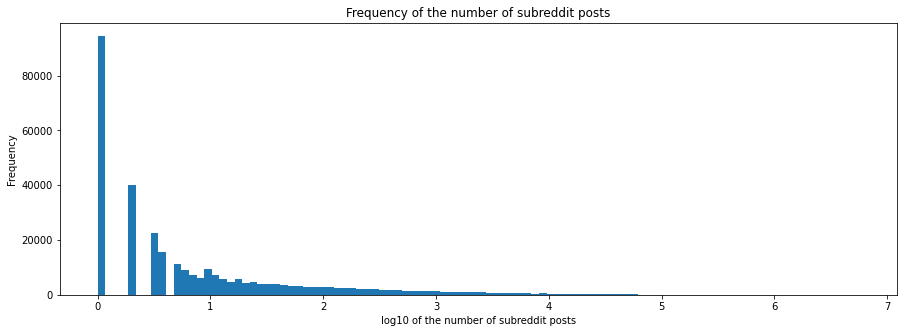 Frequency of the number of subreddit posts
80000
60000
40000
20000
0
Frequency
0 1 2 3 4 5 6 7
log10 of the number of subreddit posts